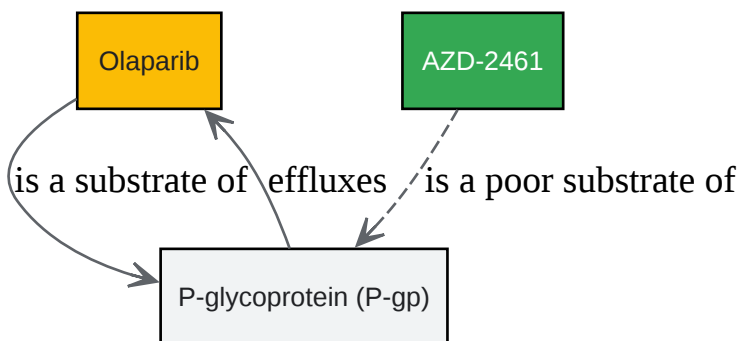 Olaparib
AZD-2461
is a substrate of
effluxes
is a poor substrate of
P-glycoprotein (P-gp)